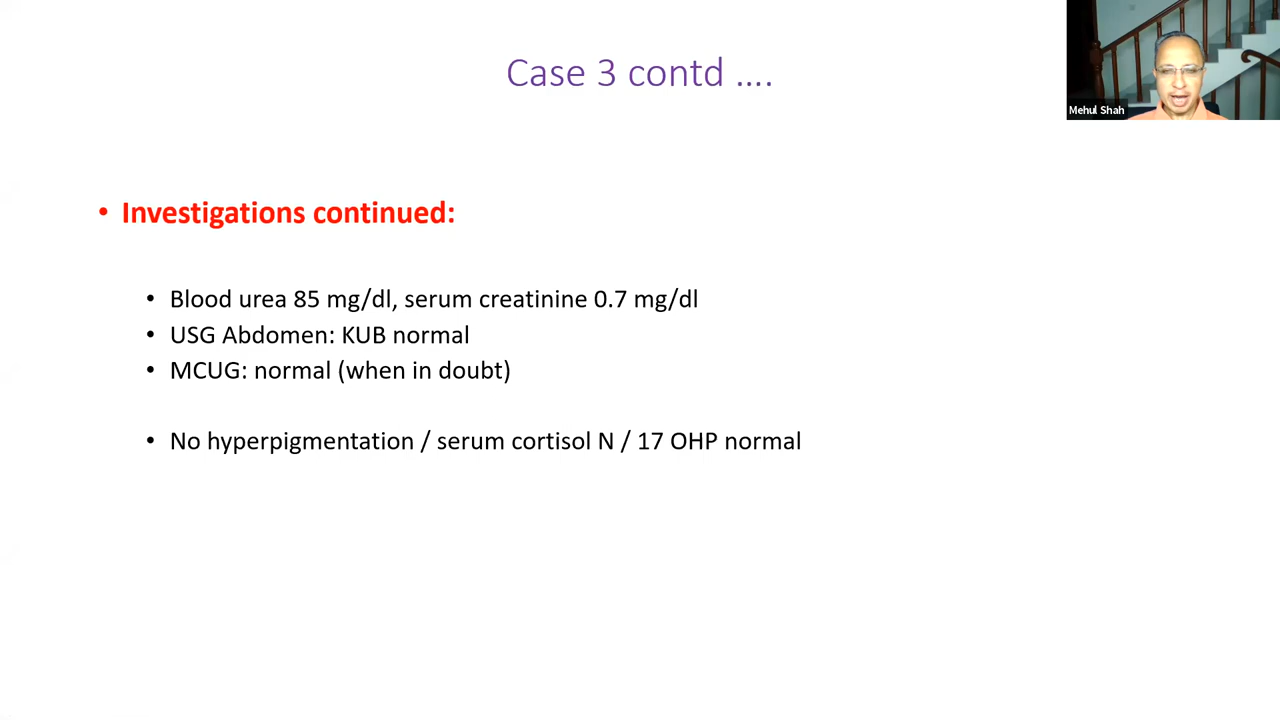 Case 3 contd ....
Mehul Shah
• Investigations continued:
• Blood urea 85 mg/dl, serum creatinine 0.7 mg/dl
• USG Abdomen: KUB normal
• MCUG: normal (when in doubt)
• No hyperpigmentation / serum cortisol N / 17 OHP normal